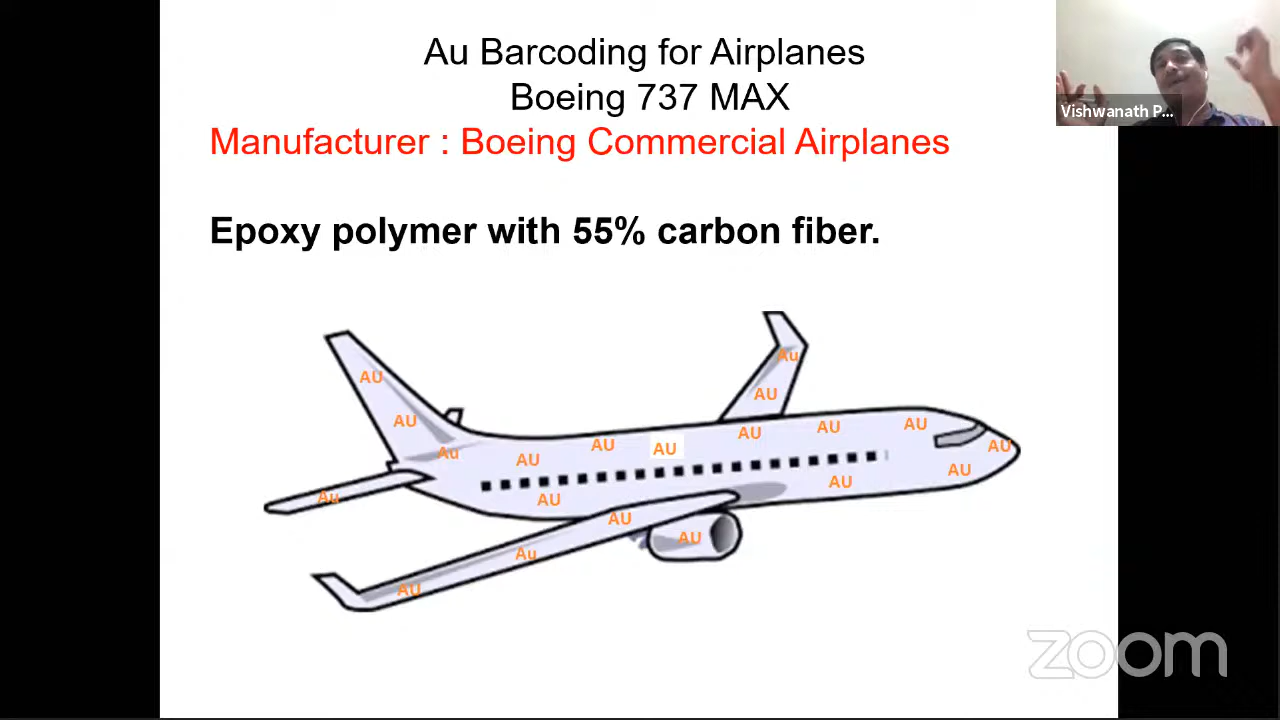 Au Barcoding for Airplanes
Boeing 737 MAX
Manufacturer : Boeing Commercial Airplanes
Vishwanath P...
Epoxy polymer with 55% carbon fiber.
Au
AU
AU
AU
AU
AU
AU
AU
AU
AU
Au
AU
AU
AU
AU
AU
Au
AU
AU
Au
AU
zoom